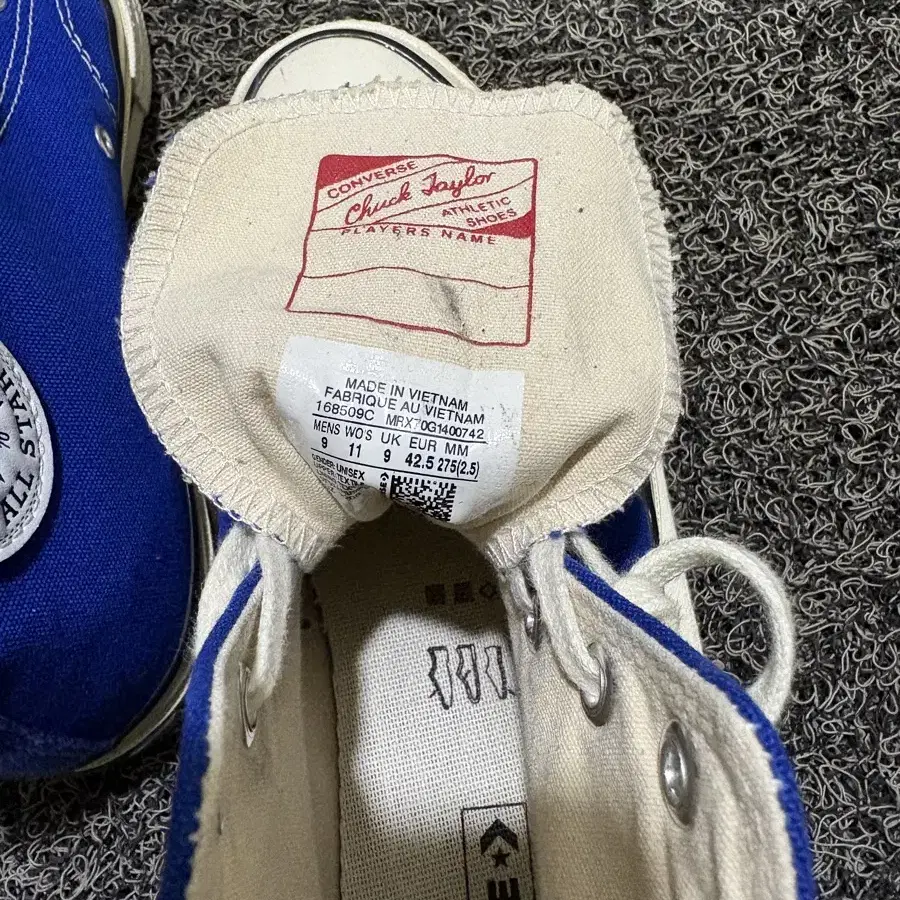 CONVERSE
Chuck Taylor
ATHLETIC
SHOES
PLAYERS NAME
MADE IN VIETNAM
FABRIQUE AU VIETNAM
168509C MRX70G1400742
MENS WO'S UK EUR MM
9 11 9 42.5 275(2.5)
GENDER: UNISEX
ALL STAR